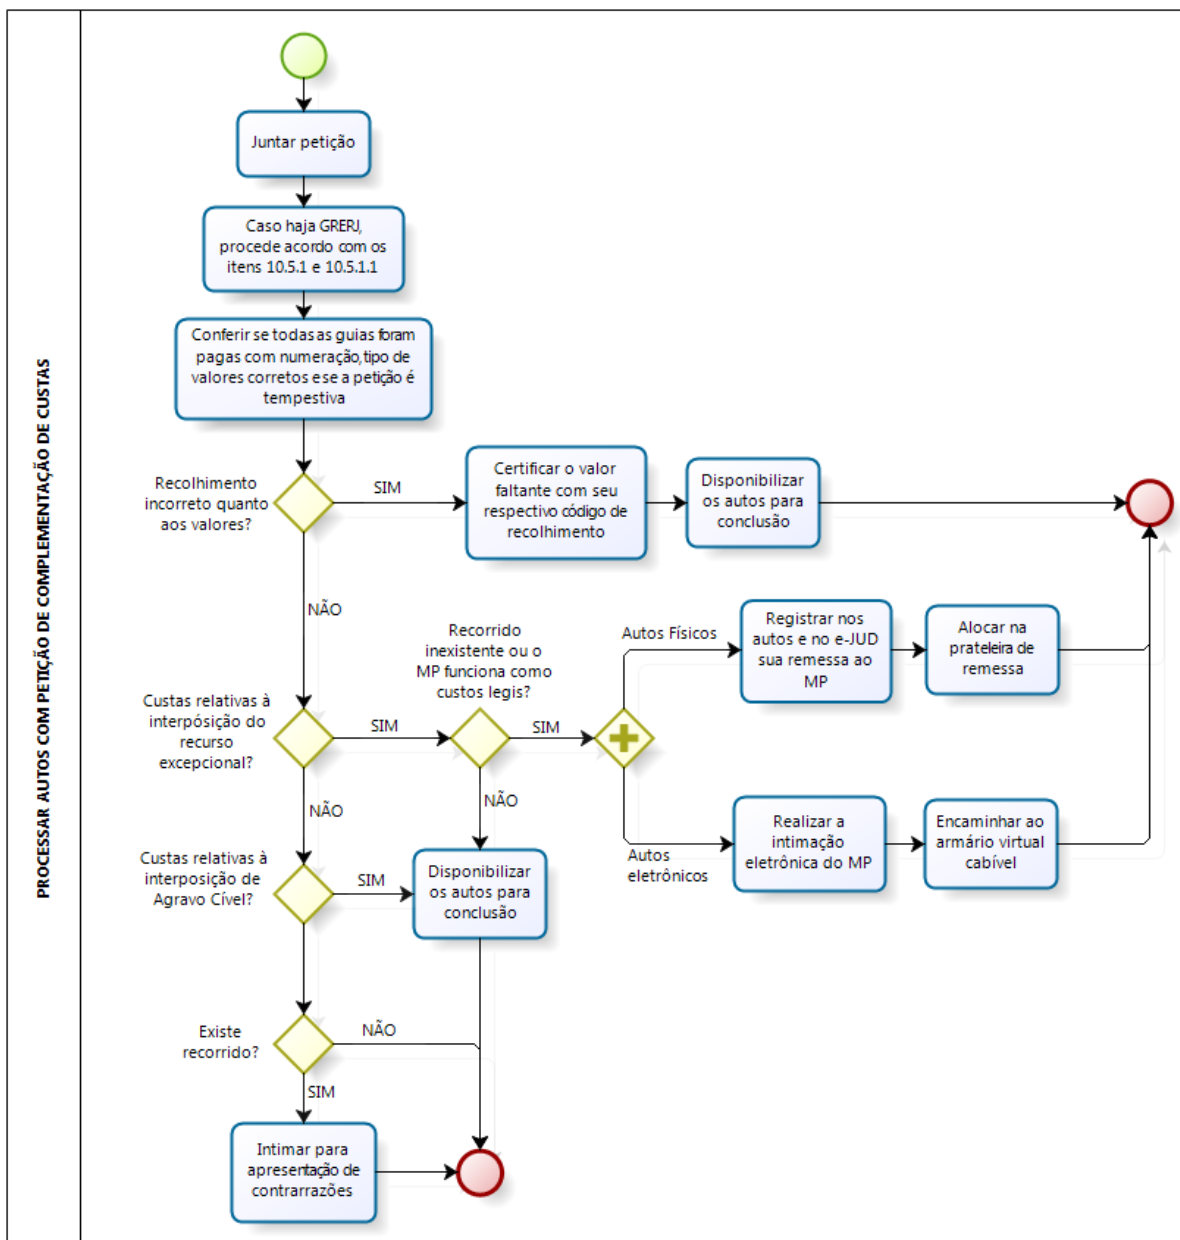 PROCESSAR AUTOS COM PETIÇÃO DE COMPLEMENTAÇÃO DE CUSTAS
Juntar petição
Caso haja GRERJ,
procede acordo com os
itens 10.5.1 e 10.5.1.1
Conferir se todas as guias foram
pagas com numeração,tipo de
valores corretos e se a petição é
tempestiva
Recolhimento
incorreto quanto
aos valores?
SIM
Certificar o valor
faltante com seu
respectivo código de
recolhimento
Disponibilizar
os autos para
conclusão
NÃO
Custas relativas à
interpósição do
recurso
excepcional?
SIM
Recorrido
inexistente ou o
MP funciona como
custos legis?
SIM
Autos Físicos
Registrar nos
autos e no e-JUD
sua remessa ao
MP
Alocar na
prateleira de
remessa
Autos
eletrônicos
Realizar a
intimação
eletrônica do MP
Encaminhar ao
armário virtual
cabível
NÃO
NÃO
Custas relativas à
interposição de
Agravo Cível?
SIM
Disponibilizar
os autos para
conclusão
Existe
recorrido?
NÃO
SIM
Intimar para
apresentação de
contrarrazões